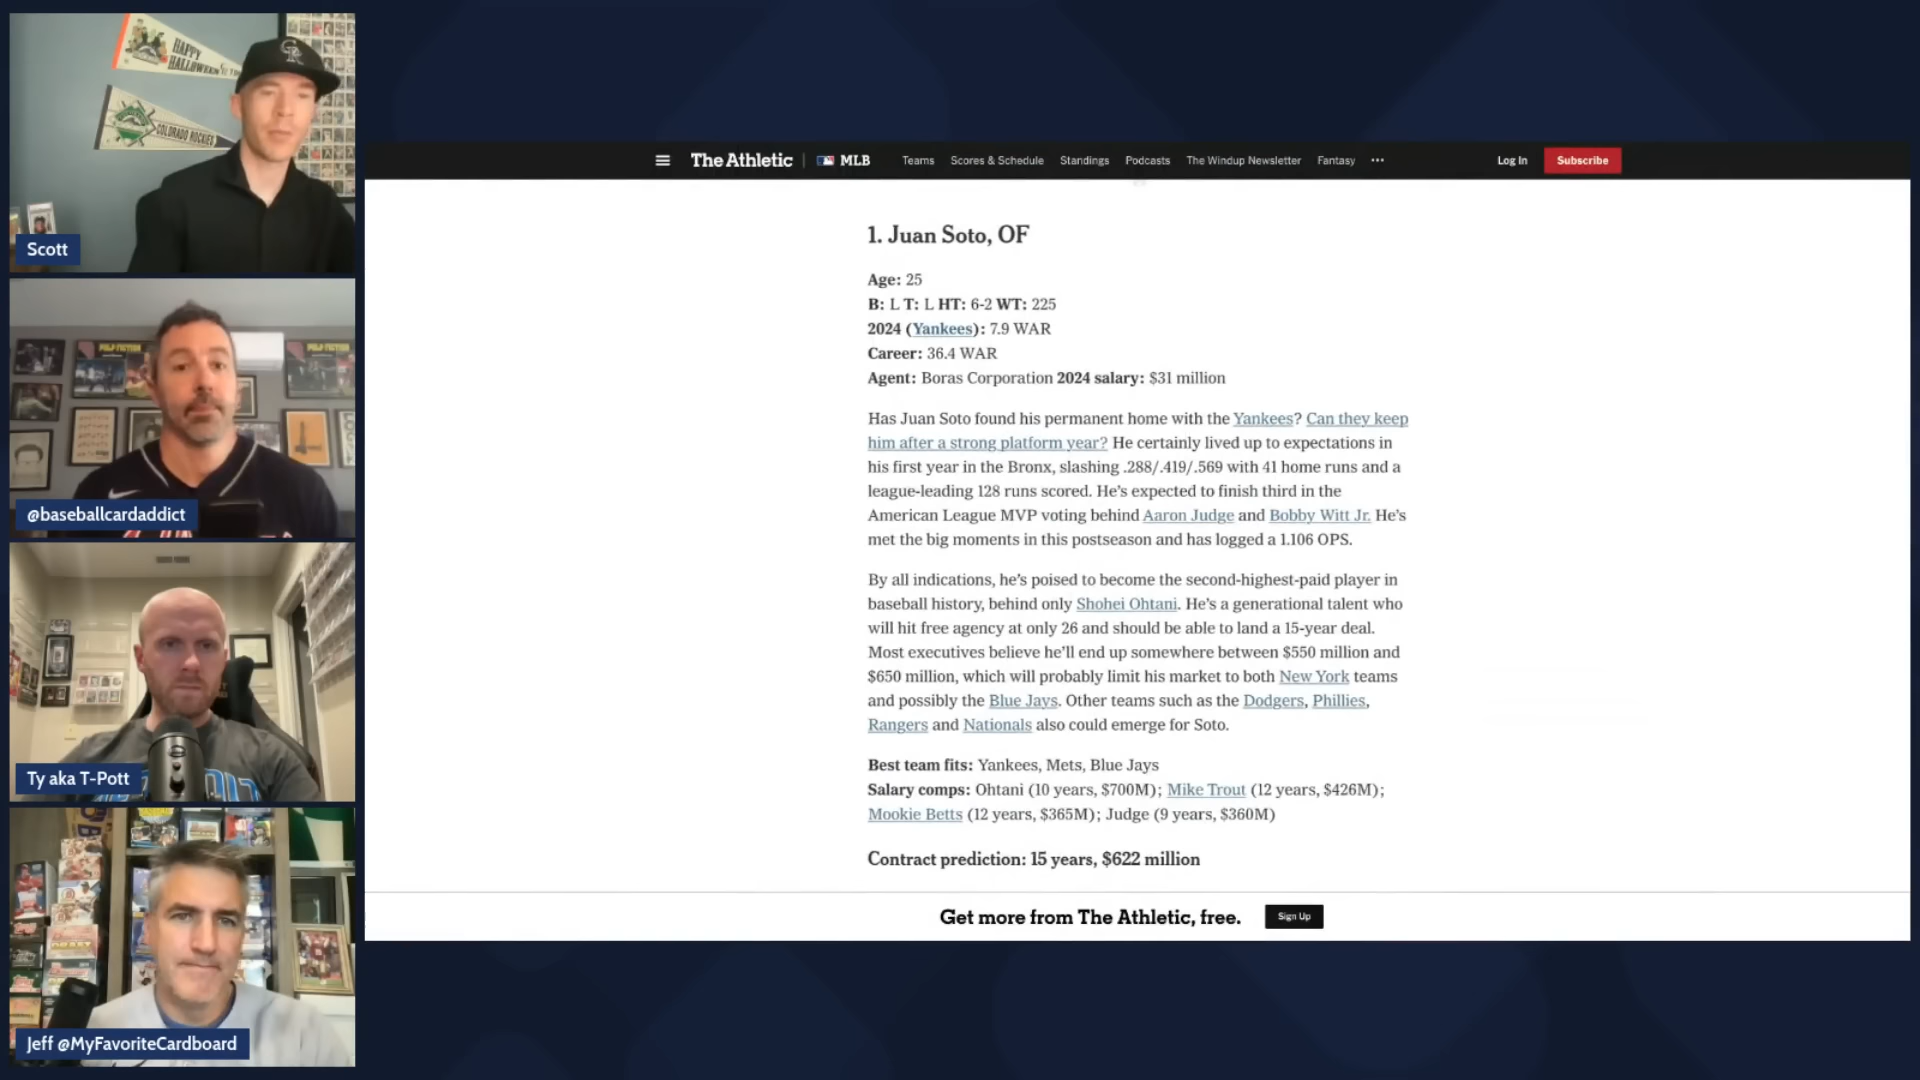 HAPPY
HALLOWEEN
CR
COLORADO ROCKIES
Scott
PULP FICTION
PULP FICTION
@baseballcardaddict
Ty aka T-Pott
DRAFT
Jeff @MyFavoriteCardboard
The Athletic | MLB Teams Scores & Schedule Standings Podcasts The Windup Newsletter Fantasy ••• Log In Subscribe
1. Juan Soto, OF
Age: 25
B: L T: L HT: 6-2 WT: 225
2024 (Yankees): 7.9 WAR
Career: 36.4 WAR
Agent: Boras Corporation 2024 salary: $31 million
Has Juan Soto found his permanent home with the Yankees? Can they keep
him after a strong platform year? He certainly lived up to expectations in
his first year in the Bronx, slashing .288/.419/.569 with 41 home runs and a
league-leading 128 runs scored. He's expected to finish third in the
American League MVP voting behind Aaron Judge and Bobby Witt Jr. He's
met the big moments in this postseason and has logged a 1.106 OPS.
By all indications, he's poised to become the second-highest-paid player in
baseball history, behind only Shohei Ohtani. He's a generational talent who
will hit free agency at only 26 and should be able to land a 15-year deal.
Most executives believe he'll end up somewhere between $550 million and
$650 million, which will probably limit his market to both New York teams
and possibly the Blue Jays. Other teams such as the Dodgers, Phillies,
Rangers and Nationals also could emerge for Soto.
Best team fits: Yankees, Mets, Blue Jays
Salary comps: Ohtani (10 years, $700M); Mike Trout (12 years, $426M);
Mookie Betts (12 years, $365M); Judge (9 years, $360M)
Contract prediction: 15 years, $622 million
Get more from The Athletic, free. Sign Up